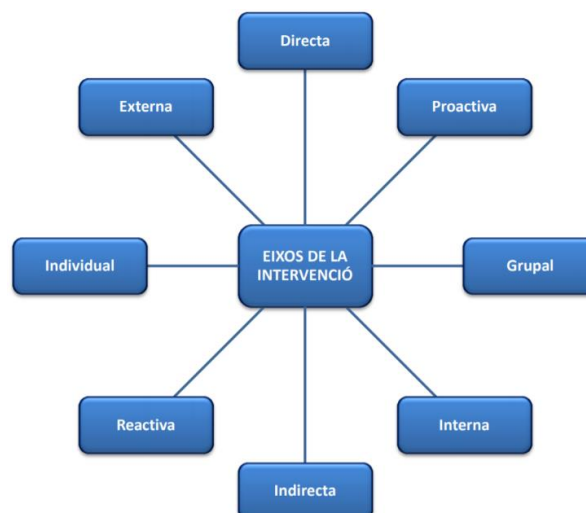 Directa
Externa
Proactiva
Individual
EIXOS DE LA
INTERVENCIÓ
Grupal
Reactiva
Interna
Indirecta